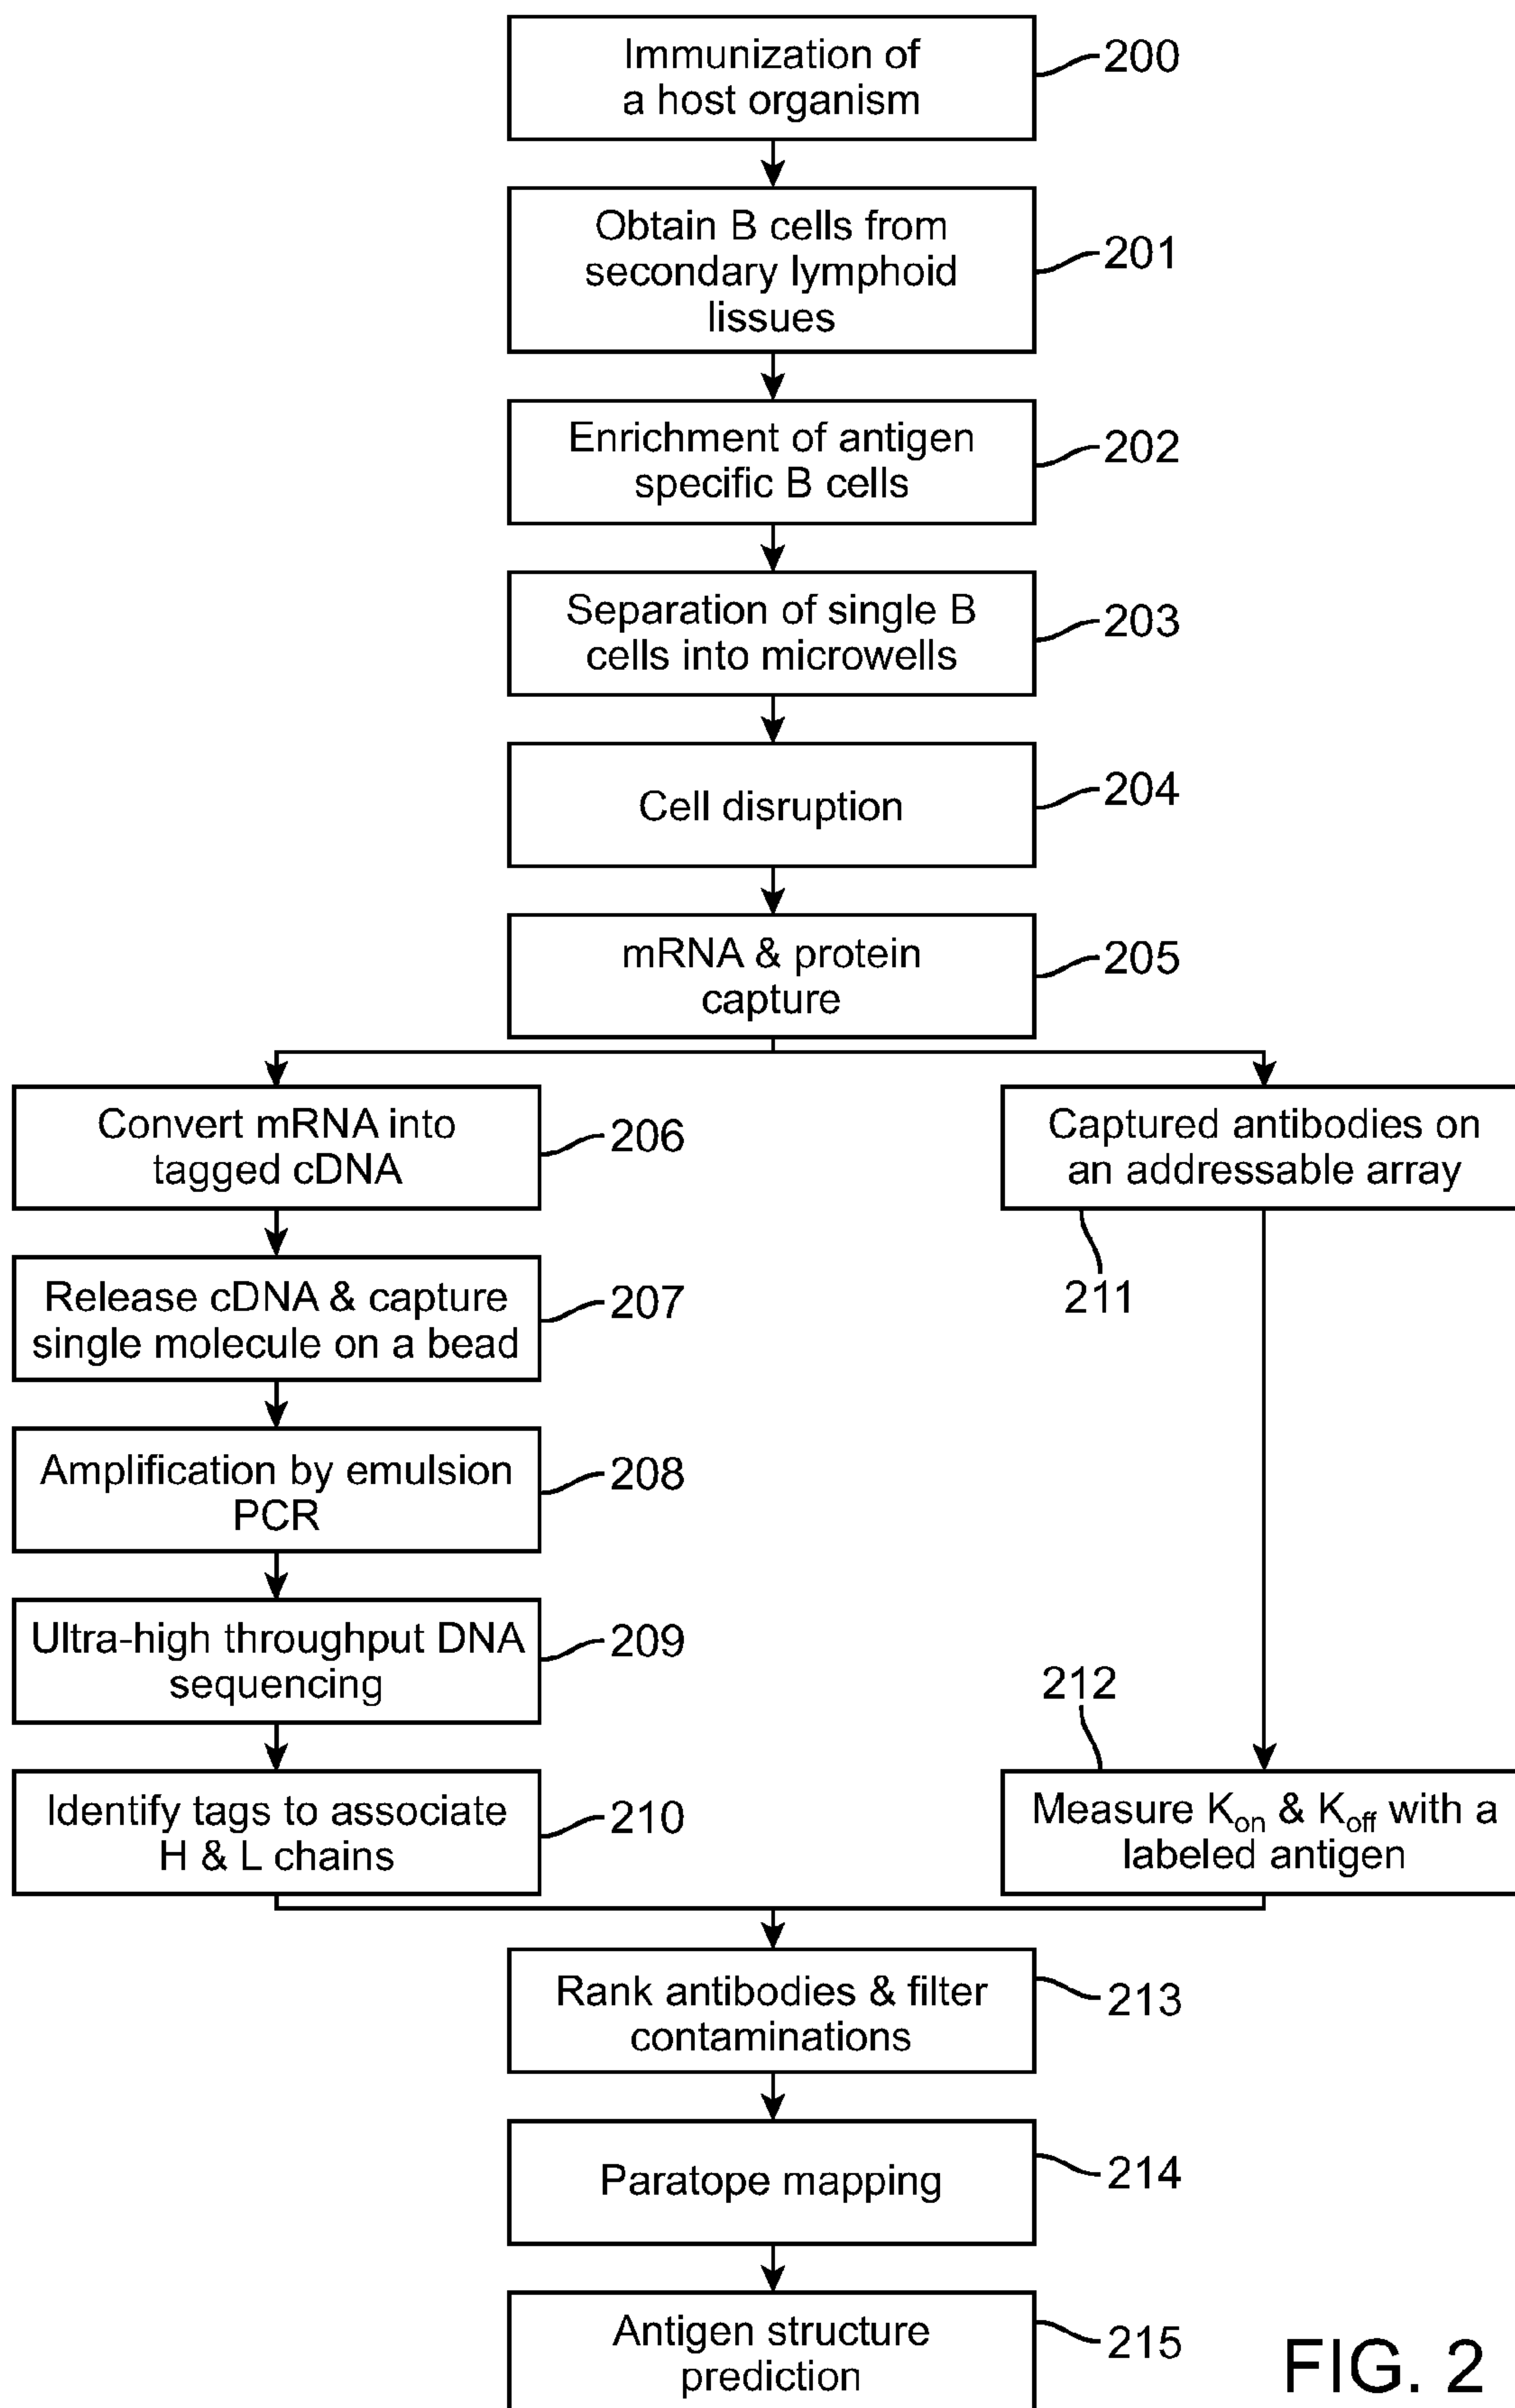 Immunization of
a host organism
200
Obtain B cells from
secondary lymphoid
lissues
201
Enrichment of antigen
specific B cells
202
Separation of single B
cells into microwells
203
Cell disruption
204
mRNA & protein
capture
205
Convert mRNA into
tagged cDNA
206
Captured antibodies on
an addressable array
211
Release cDNA & capture
single molecule on a bead
207
Amplification by emulsion
PCR
208
Ultra-high throughput DNA
sequencing
209
212
Identify tags to associate
H & L chains
210
Measure Kon & Koff with a
labeled antigen
Rank antibodies & filter
contaminations
213
Paratope mapping
214
Antigen structure
prediction
215
FIG. 2